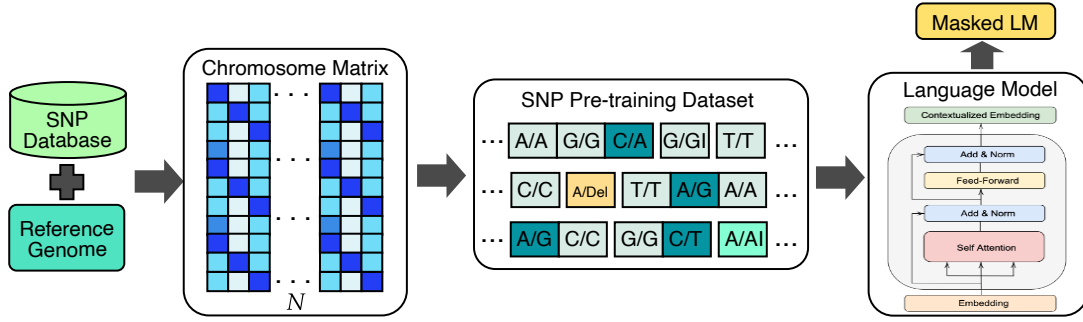 SNP
Database
Reference
Genome
Chromosome Matrix
. . .
. . .
. . .
N
SNP Pre-training Dataset
... A/A G/G C/A G/GI T/T ...
... C/C A/Del T/T A/G A/A ...
... A/G C/C G/G C/T A/AI ...
Masked LM
Language Model
Contextualized Embedding
Add & Norm
Feed-Forward
Add & Norm
Self Attention
Embedding